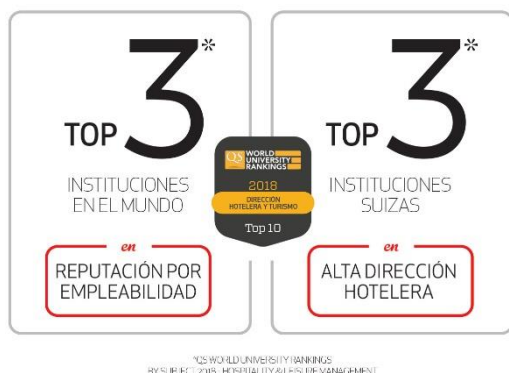 TOP 3*
INSTITUCIONES
EN EL MUNDO
en
REPUTACIÓN POR
EMPLEABILIDAD
QS WORLD
UNIVERSITY
RANKINGS
2018
DIRECCIÓN
HOTELERA Y TURISMO
Top 10
TOP 3*
INSTITUCIONES
SUIZAS
en
ALTA DIRECCIÓN
HOTELERA
*QS WORLD UNIVERSITY RANKINGS
BY SUBJECT 2018 - HOSPITALITY & LEISURE MANAGEMENT